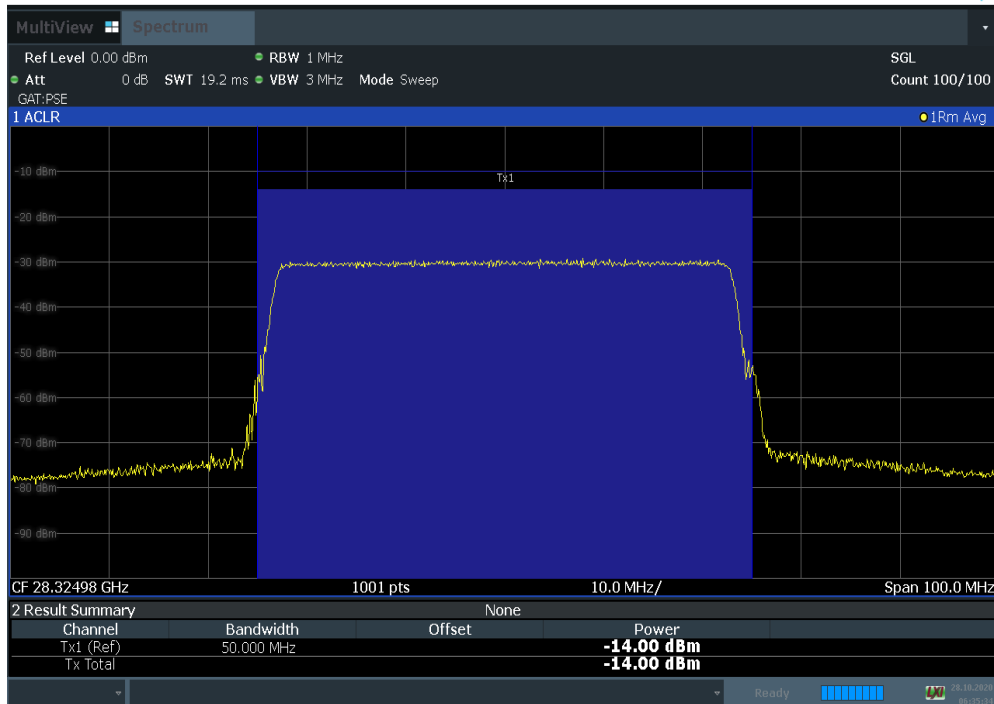 MultiView Spectrum
Ref Level 0.00 dBm RBW 1 MHz SGL
Att 0 dB SWT 19.2 ms VBW 3 MHz Mode Sweep Count 100/100
GAT:PSE
1 ACLR 1Rm Avg
-10 dBm
Tx1
-20 dBm
-30 dBm
-40 dBm
-50 dBm
-60 dBm
-70 dBm
-80 dBm
-90 dBm
CF 28.32498 GHz 1001 pts 10.0 MHz/ Span 100.0 MHz
2 Result Summary None
Channel Bandwidth Offset Power
Tx1 (Ref) 50.000 MHz -14.00 dBm
Tx Total -14.00 dBm
Ready LXI 28.10.2020